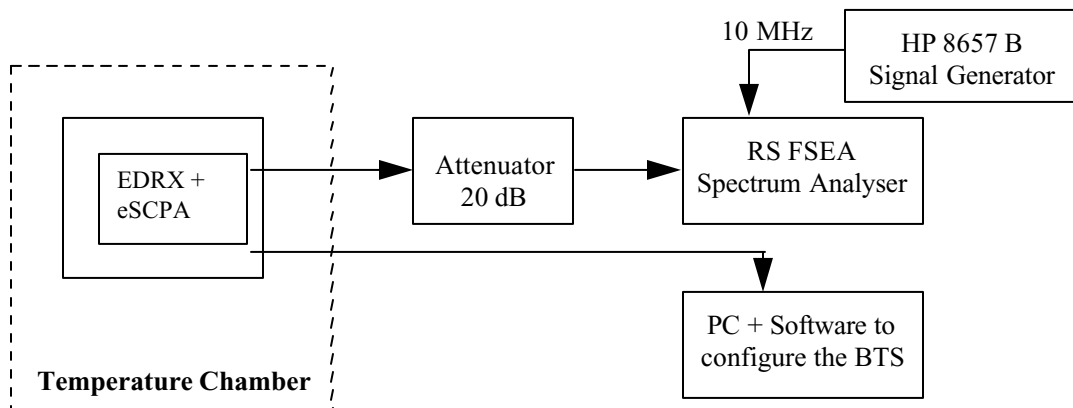 10 MHz
HP 8657 B
Signal Generator
EDRX +
eSCPA
Attenuator
20 dB
RS FSEA
Spectrum Analyser
PC + Software to
configure the BTS
Temperature Chamber